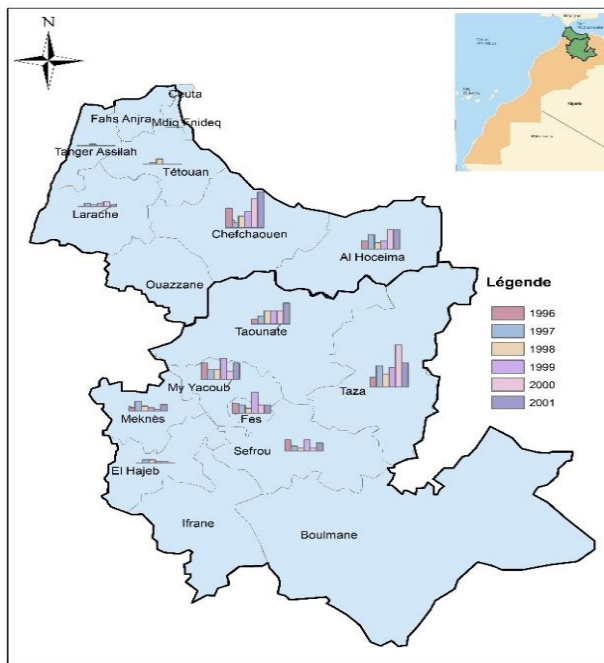 N
Ceuta
Fahs Anjra
Mdiq Fnideq
Tanger Assilah
Tétouan
Larache
Chefchaouen
Al Hoceima
Ouazzane
Légende
1996
1997
1998
1999
2000
2001
Taounate
My Yacoub
Taza
Meknès
Fes
Sefrou
El Hajeb
Ifrane
Boulmane